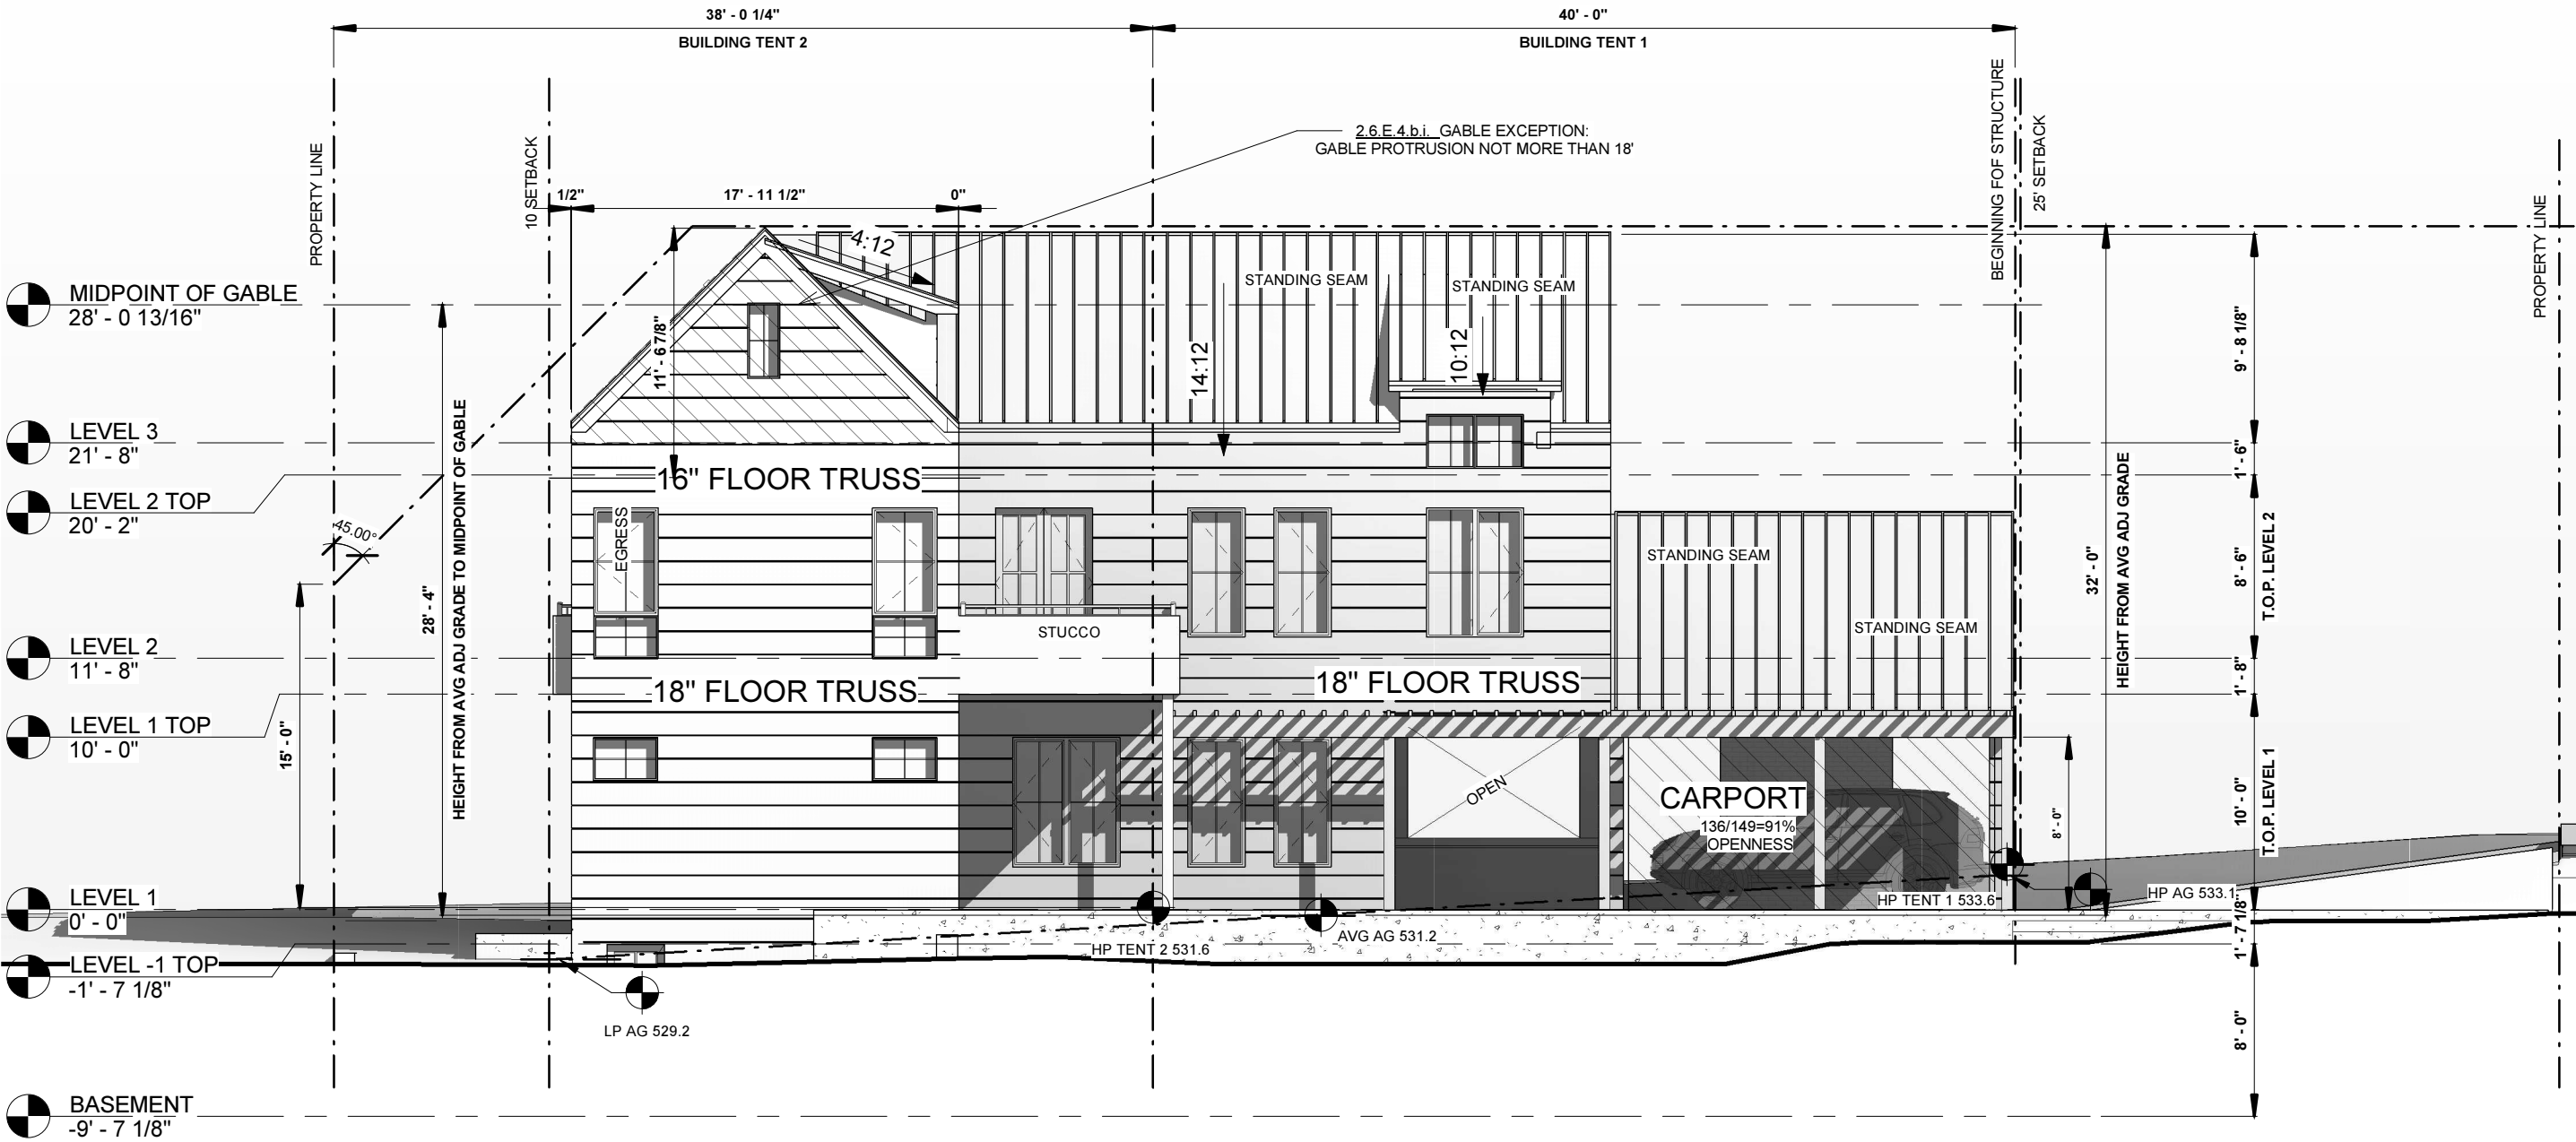 38' - 0 1/4"
40' - 0"
BUILDING TENT 2
BUILDING TENT 1
PROPERTY LINE
10 SETBACK
BEGINNING FOF STRUCTURE
25' SETBACK
PROPERTY LINE
2.6.E.4.b.i. GABLE EXCEPTION:
GABLE PROTRUSION NOT MORE THAN 18'
1/2"
17' - 11 1/2"
0"
4:12
STANDING SEAM
STANDING SEAM
14:12
10:12
11' - 6 7/8"
MIDPOINT OF GABLE
28' - 0 13/16"
LEVEL 3
21' - 8"
LEVEL 2 TOP
20' - 2"
LEVEL 2
11' - 8"
LEVEL 1 TOP
10' - 0"
LEVEL 1
0' - 0"
LEVEL -1 TOP
-1' - 7 1/8"
BASEMENT
-9' - 7 1/8"
45.00°
15' - 0"
28' - 4"
HEIGHT FROM AVG ADJ GRADE TO MIDPOINT OF GABLE
16" FLOOR TRUSS
EGRESS
STUCCO
STANDING SEAM
STANDING SEAM
18" FLOOR TRUSS
18" FLOOR TRUSS
OPEN
CARPORT
136/149=91%
OPENNESS
8' - 0"
32' - 0"
HEIGHT FROM AVG ADJ GRADE
9' - 8 1/8"
1' - 6"
8' - 6"
T.O.P. LEVEL 2
1' - 8"
10' - 0"
T.O.P. LEVEL 1
1' - 7 1/8"
8' - 0"
HP TENT 1 533.6
HP AG 533.1
AVG AG 531.2
HP TENT 2 531.6
LP AG 529.2